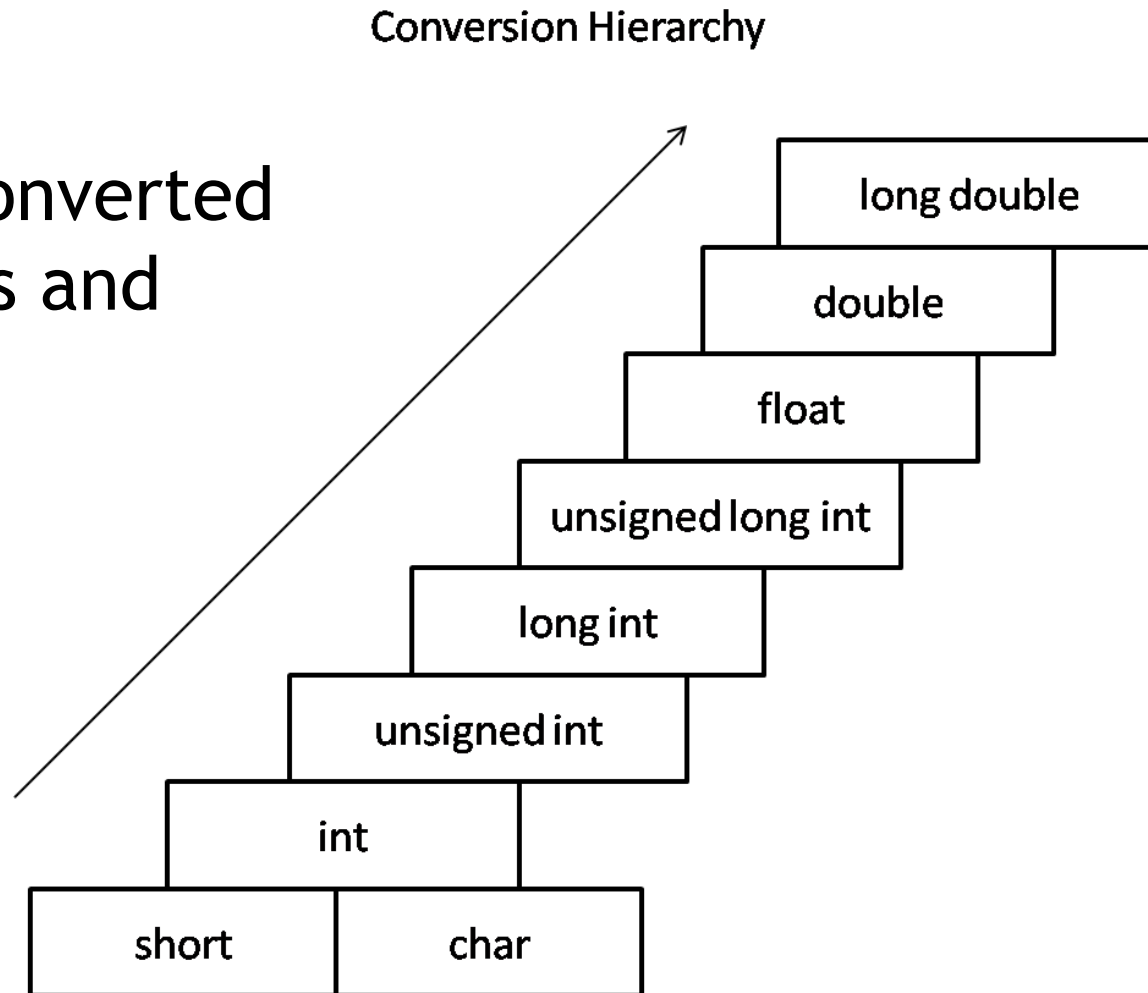 Conversion Hierarchy
onverted
s and
long double
double
float
unsigned long int
long int
unsigned int
int
short char